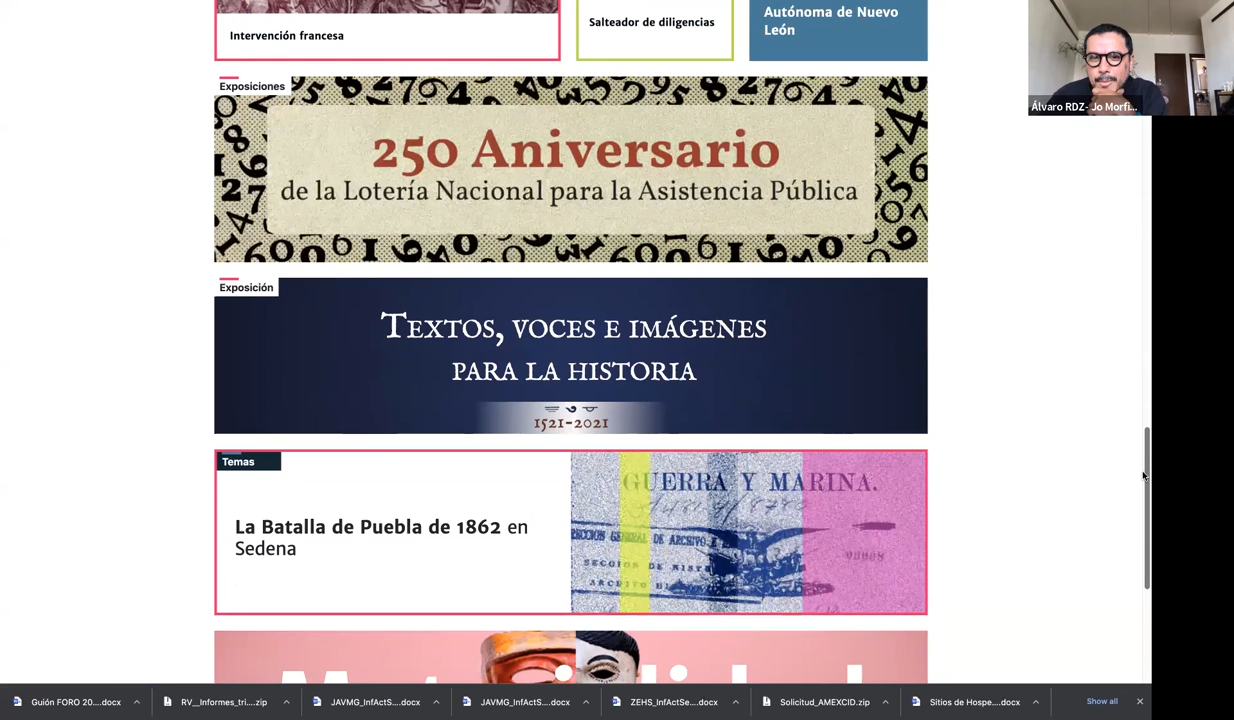 Intervención francesa
Salteador de diligencias
Autónoma de Nuevo
León
Álvaro RDZ- Jo Morfi...
Exposiciones
250 Aniversario
de la Lotería Nacional para la Asistencia Pública
Exposición
Textos, voces e imágenes
para la historia
1521-2021
Temas
La Batalla de Puebla de 1862 en
Sedena
GUERRA Y MARINA.
DE ARCHIVO
Guión FORO 20....docx
RV__Informes_tri....zip
JAVMG_InfActS....docx
JAVMG_InfActS....docx
ZEHS_InfActSe....docx
Solicitud_AMEXCID.zip
Sitios de Hospe....docx
Show all